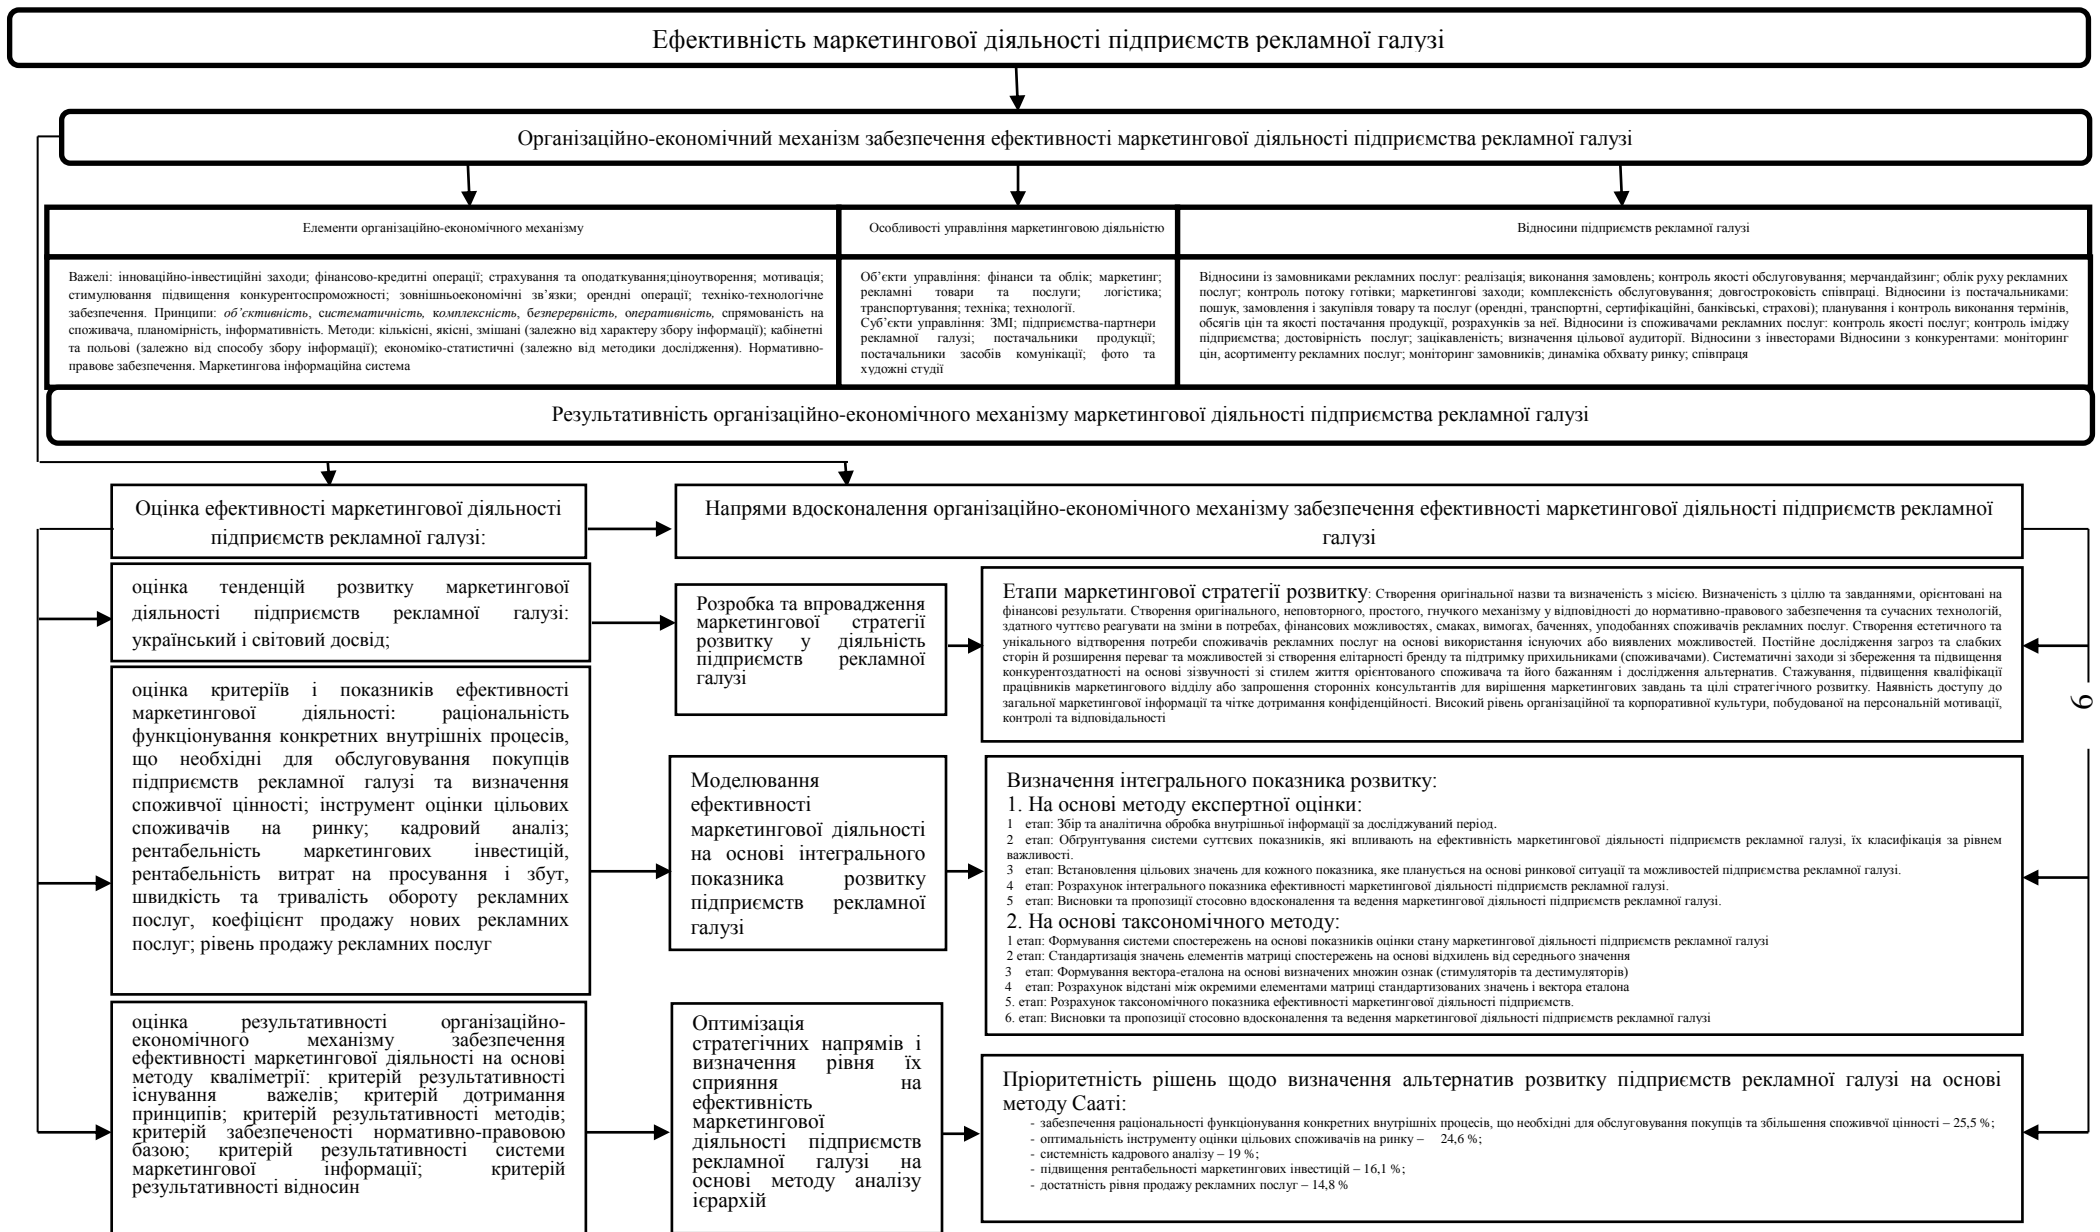 Ефективність маркетингової діяльності підприємств рекламної галузі
Організаційно-економічний механізм забезпечення ефективності маркетингової діяльності підприємства рекламної галузі
Елементи організаційно-економічного механізму
Важелі: інноваційно-інвестиційні заходи; фінансово-кредитні операції; страхування та оподаткування;ціноутворення; мотивація;
стимулювання підвищення конкурентоспроможності; зовнішньоекономічні зв’язки; орендні операції; техніко-технологічне
забезпечення. Принципи: об’єктивність, систематичність, комплексність, безперервність, оперативність, спрямованість на
споживача, планомірність, інформативність. Методи: кількісні, якісні, змішані (залежно від характеру збору інформації); кабінетні
та польові (залежно від способу збору інформації); економіко-статистичні (залежно від методики дослідження). Нормативно-
правове забезпечення. Маркетингова інформаційна система
Особливості управління маркетинговою діяльністю
Об’єкти управління: фінанси та облік; маркетинг;
рекламні товари та послуги; логістика;
транспортування; техніка; технології.
Суб’єкти управління: ЗМІ; підприємства-партнери
рекламної галузі; постачальники продукції;
постачальники засобів комунікації; фото та
художні студії
Відносини підприємств рекламної галузі
Відносини із замовниками рекламних послуг: реалізація; виконання замовлень; контроль якості обслуговування; мерчандайзинг; облік руху рекламних
послуг; контроль потоку готівки; маркетингові заходи; комплексність обслуговування; довгостроковість співпраці. Відносини із постачальниками:
пошук, замовлення і закупівля товару та послуг (орендні, транспортні, сертифікаційні, банківські, страхові); планування и контроль виконання термінів,
обсягів цін та якості постачання продукції, розрахунків за неї. Відносини із споживачами рекламних послуг: контроль якості послуг; контроль іміджу
підприємства; достовірність послуг; зацікавленість; визначення цільової аудиторії. Відносини з інвесторами Відносини з конкурентами: моніторинг
цін, асортименту рекламних послуг; моніторинг замовників; динаміка обхвату ринку; співпраця
Результативність організаційно-економічного механізму маркетингової діяльності підприємства рекламної галузі
Оцінка ефективності маркетингової діяльності
підприємств рекламної галузі:
Напрями вдосконалення організаційно-економічного механізму забезпечення ефективності маркетингової діяльності підприємств рекламної
галузі
оцінка тенденцій розвитку маркетингової
діяльності підприємств рекламної галузі:
український і світовий досвід;
Розробка та впровадження
маркетингової стратегії
розвитку у діяльність
підприємств рекламної
галузі
Етапи маркетингової стратегії розвитку: Створення оригінальної назви та визначеність з місією. Визначеність з ціллю та завданнями, орієнтовані на
фінансові результати. Створення оригінального, неповторного, простого, гнучкого механізму у відповідності до нормативно-правового забезпечення та сучасних технологій,
здатного чуттєво реагувати на зміни в потребах, фінансових можливостях, смаках, вимогах, баченнях, уподобаннях споживачів рекламних послуг. Створення естетичного та
унікального відтворення потреби споживачів рекламних послуг на основі використання існуючих або виявлених можливостей. Постійне дослідження загроз та слабких
сторін й розширення переваг та можливостей зі створення елітарності бренду та підтримку прихильниками (споживачами). Систематичні заходи зі збереження та підвищення
конкурентоздатності на основі зізвучності зі стилем життя орієнтованого споживача та його бажанням і дослідження альтернатив. Стажування, підвищення кваліфікації
працівників маркетингового відділу або запрошення сторонніх консультантів для вирішення маркетингових завдань та цілі стратегічного розвитку. Наявність доступу до
загальної маркетингової інформації та чітке дотримання конфіденційності. Високий рівень організаційної та корпоративної культури, побудованої на персональній мотивації,
контролі та відповідальності
9
оцінка критеріїв і показників ефективності
маркетингової діяльності: раціональність
функціонування конкретних внутрішніх процесів,
що необхідні для обслуговування покупців
підприємств рекламної галузі та визначення
споживчої цінності; інструмент оцінки цільових
споживачів на ринку; кадровий аналіз;
рентабельність маркетингових інвестицій,
рентабельність витрат на просування і збут,
швидкість та тривалість обороту рекламних
послуг, коефіцієнт продажу нових рекламних
послуг; рівень продажу рекламних послуг
Моделювання
ефективності
маркетингової діяльності
на основі інтегрального
показника розвитку
підприємств рекламної
галузі
Визначення інтегрального показника розвитку:
1. На основі методу експертної оцінки:
1 етап: Збір та аналітична обробка внутрішньої інформації за досліджуваний період.
2 етап: Обґрунтування системи суттєвих показників, які впливають на ефективність маркетингової діяльності підприємств рекламної галузі, їх класифікація за рівнем
важливості.
3 етап: Встановлення цільових значень для кожного показника, яке планується на основі ринкової ситуації та можливостей підприємства рекламної галузі.
4 етап: Розрахунок інтегрального показника ефективності маркетингової діяльності підприємств рекламної галузі.
5 етап: Висновки та пропозиції стосовно вдосконалення та ведення маркетингової діяльності підприємств рекламної галузі.
2. На основі таксономічного методу:
1 етап: Формування системи спостережень на основі показників оцінки стану маркетингової діяльності підприємств рекламної галузі
2 етап: Стандартизація значень елементів матриці спостережень на основі відхилень від середнього значення
3 етап: Формування вектора-еталона на основі визначених множин ознак (стимуляторів та дестимуляторів)
4 етап: Розрахунок відстані між окремими елементами матриці стандартизованих значень і вектора еталона
5. етап: Розрахунок таксономічного показника ефективності маркетингової діяльності підприємств.
6. етап: Висновки та пропозиції стосовно вдосконалення та ведення маркетингової діяльності підприємств рекламної галузі
оцінка результативності організаційно-
економічного механізму забезпечення
ефективності маркетингової діяльності на основі
методу кваліметрії: критерій результативності
існування важелів; критерій дотримання
принципів; критерій результативності методів;
критерій забезпеченості нормативно-правовою
базою; критерій результативності системи
маркетингової інформації; критерій
результативності відносин
Оптимізація
стратегічних напрямів і
визначення рівня їх
сприяння на
ефективність
маркетингової
діяльності підприємств
рекламної галузі на
основі методу аналізу
ієрархій
Пріоритетність рішень щодо визначення альтернатив розвитку підприємств рекламної галузі на основі
методу Сааті:
- забезпечення раціональності функціонування конкретних внутрішніх процесів, що необхідні для обслуговування покупців та збільшення споживчої цінності – 25,5 %;
- оптимальність інструменту оцінки цільових споживачів на ринку – 24,6 %;
- системність кадрового аналізу – 19 %;
- підвищення рентабельності маркетингових інвестицій – 16,1 %;
- достатність рівня продажу рекламних послуг – 14,8 %